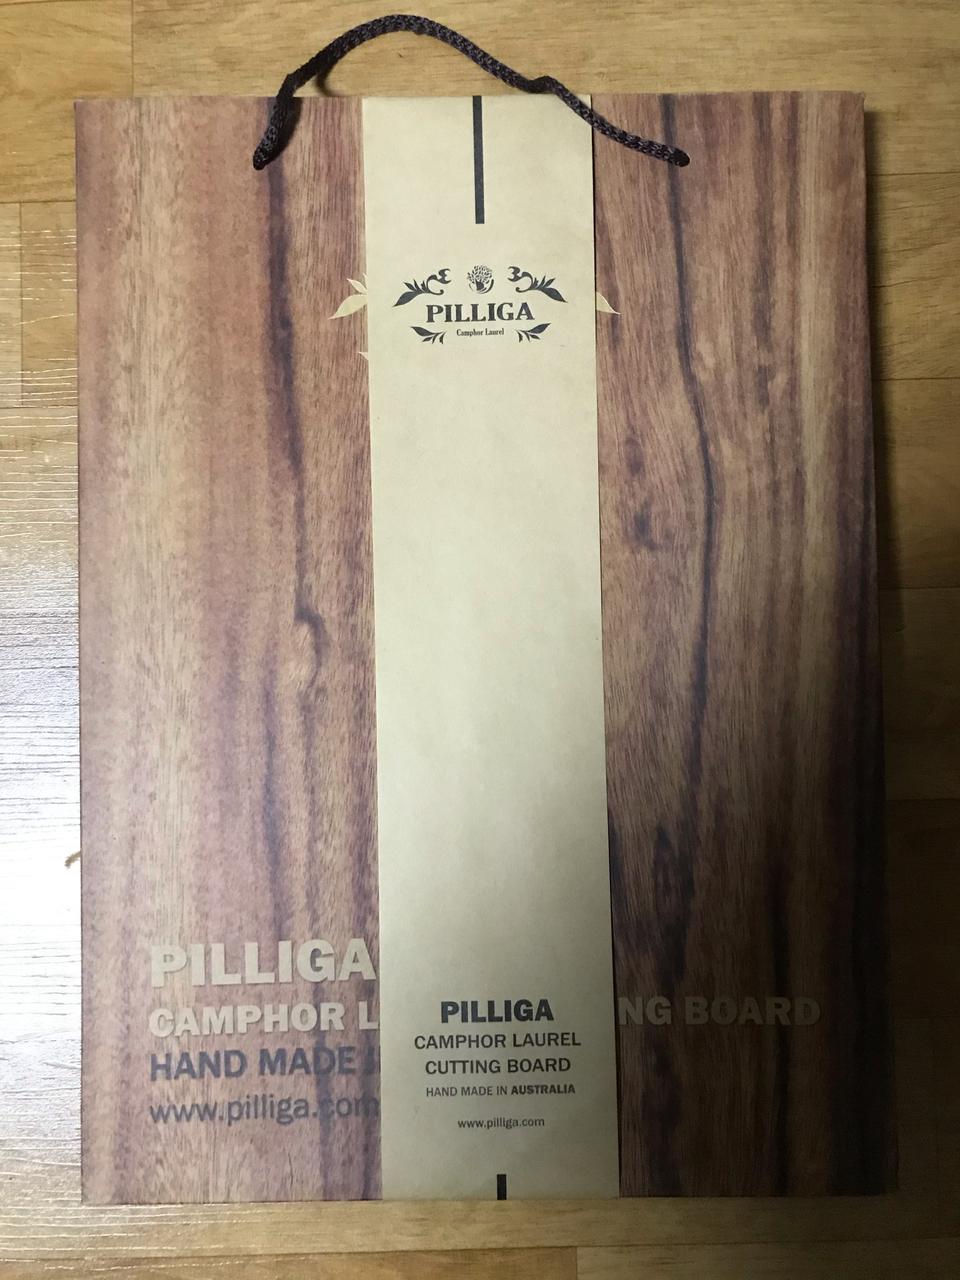 PILLIGA
Camphor Laurel
PILLIGA
CAMPHOR L
NG BOARD
HAND MADE
www.pilliga.com
PILLIGA
CAMPHOR LAUREL
CUTTING BOARD
HAND MADE IN AUSTRALIA
www.pilliga.com